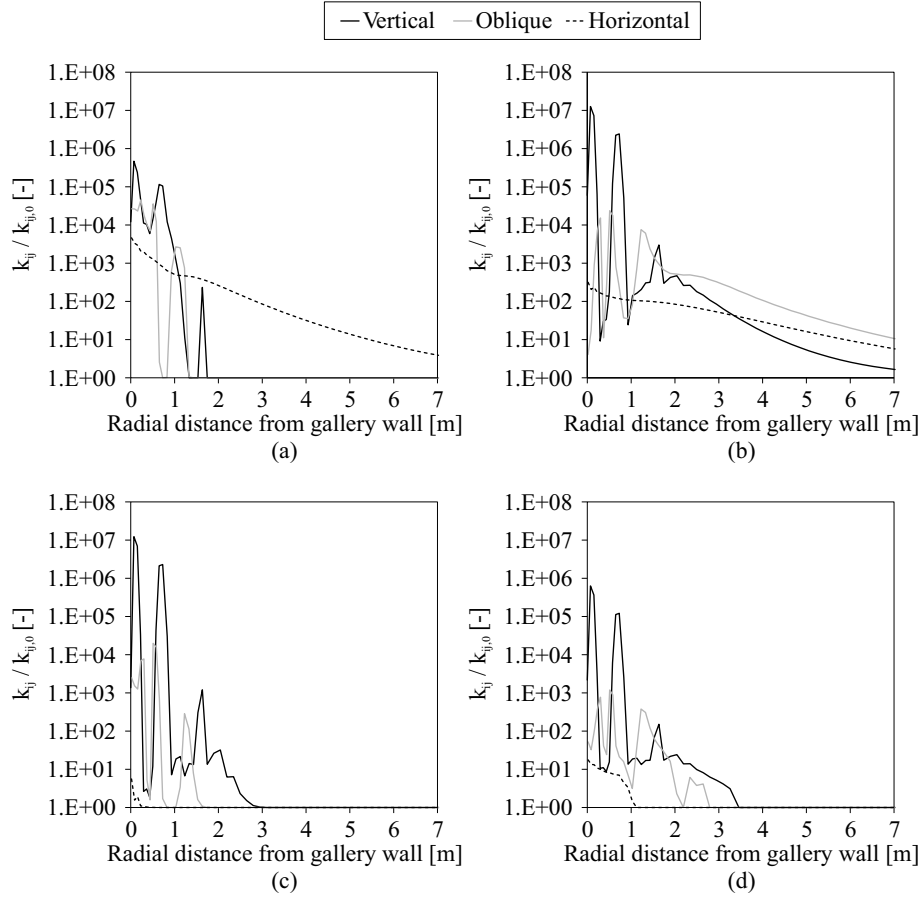 Vertical Oblique Horizontal
1.E+08 1.E+08
1.E+07 1.E+07
1.E+06 1.E+06
1.E+05 1.E+05
1.E+04 1.E+04
1.E+03 1.E+03
1.E+02 1.E+02
1.E+01 1.E+01
1.E+00 1.E+00
k_ij / k_ij,0 [-] k_ij / k_ij,0 [-]
0 1 2 3 4 5 6 7 0 1 2 3 4 5 6 7
Radial distance from gallery wall [m] Radial distance from gallery wall [m]
(a) (b)
1.E+08 1.E+08
1.E+07 1.E+07
1.E+06 1.E+06
1.E+05 1.E+05
1.E+04 1.E+04
1.E+03 1.E+03
1.E+02 1.E+02
1.E+01 1.E+01
1.E+00 1.E+00
k_ij / k_ij,0 [-] k_ij / k_ij,0 [-]
0 1 2 3 4 5 6 7 0 1 2 3 4 5 6 7
Radial distance from gallery wall [m] Radial distance from gallery wall [m]
(c) (d)